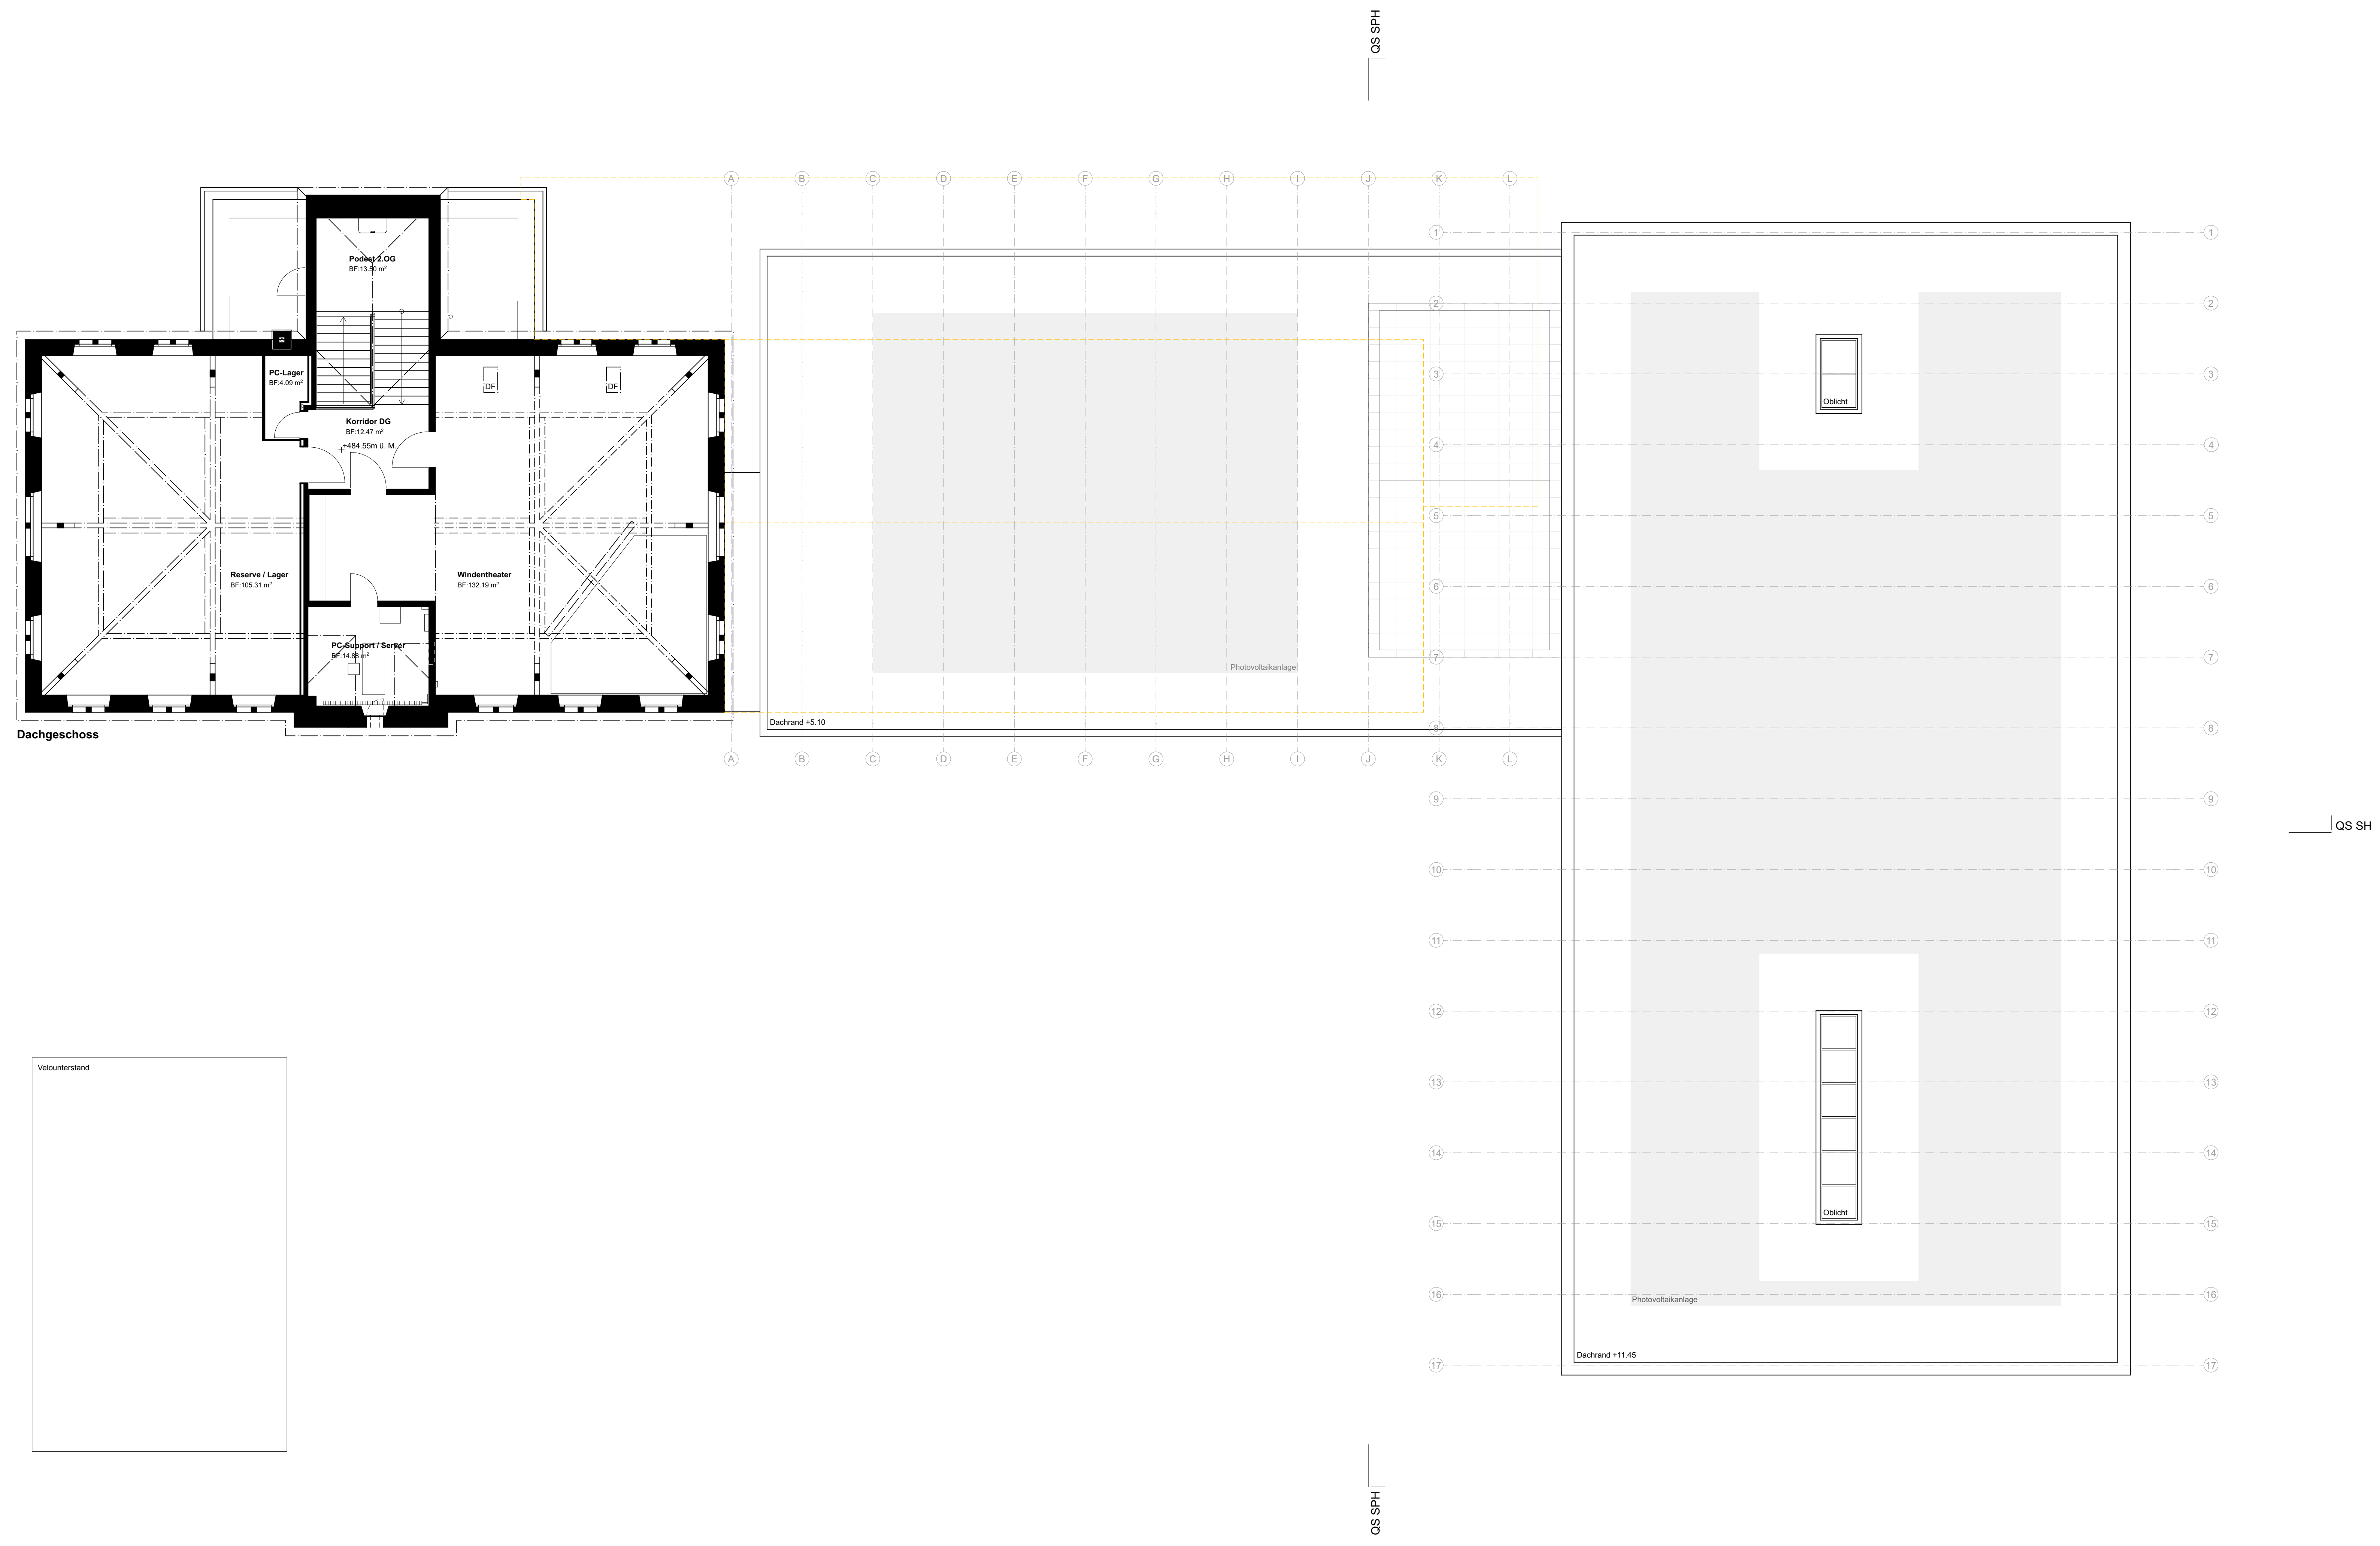 QS SPH
A B C D E F G H I J K L
1 1
Podest 2.OG
BF:13.50 m²
2 2
PC-Lager
BF:4.09 m²
DF DF
3 3
Oblicht
Korridor DG
BF:12.47 m²
+484.55m ü. M.
4 4
5 5
Reserve / Lager
BF:105.31 m²
Windentheater
BF:132.19 m²
6 6
PC-Support / Server
BF:14.88 m²
7 7
Photovoltaikanlage
Dachrand +5.10
8 8
Dachgeschoss
A B C D E F G H I J K L
9 9
QS SH
10 10
11 11
12 12
Velounterstand
13 13
14 14
Oblicht
15 15
16 16
Photovoltaikanlage
Dachrand +11.45
17 17
QS SPH